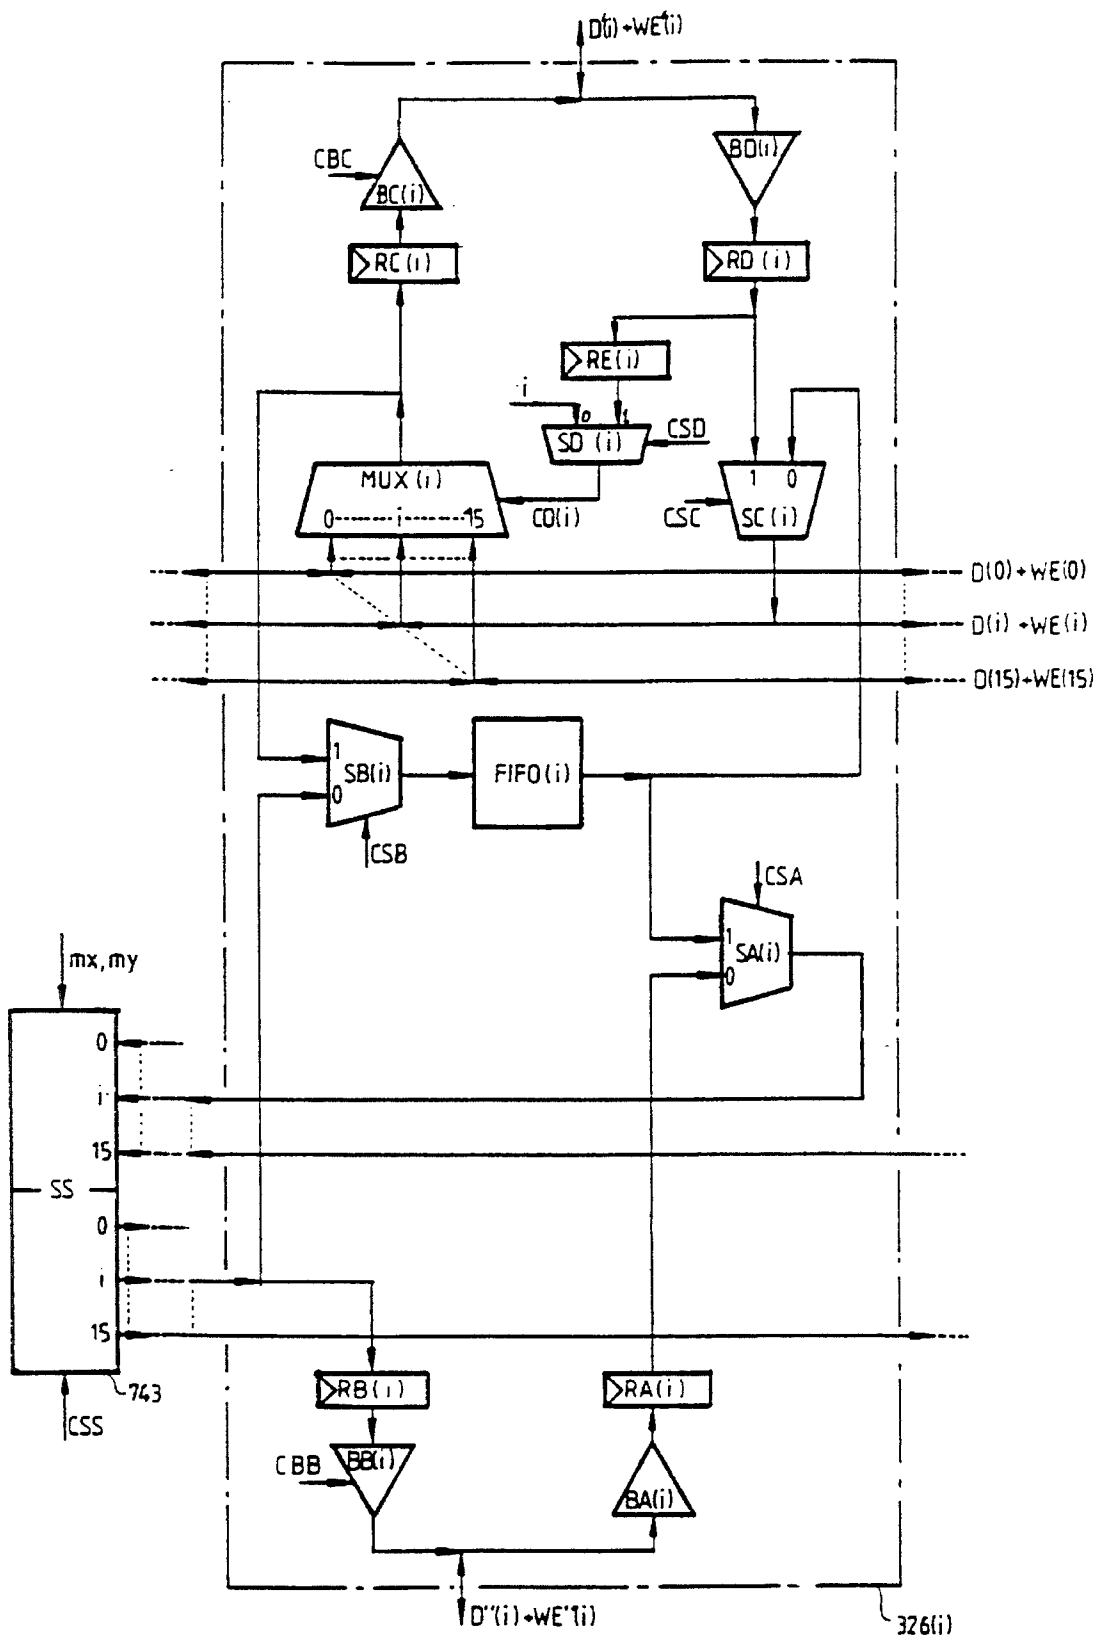 D'(i)+WE'(i)
BD(i)
CBC
BC(i)
RC(i)
RD(i)
RE(i)
i
0 1
SD(i)
CSD
MUX(i)
1 0
0 i 15
CO(i)
CSC
SC(i)
D(0)+WE(0)
D(i)+WE(i)
D(15)+WE(15)
1
SB(i)
FIFO(i)
0
CSB
CSA
1
SA(i)
0
mx,my
0
i
15
SS
0
i
15
743
CSS
RB(i)
RA(i)
CBB
BB(i)
BA(i)
D''(i)+WE''(i)
326(i)